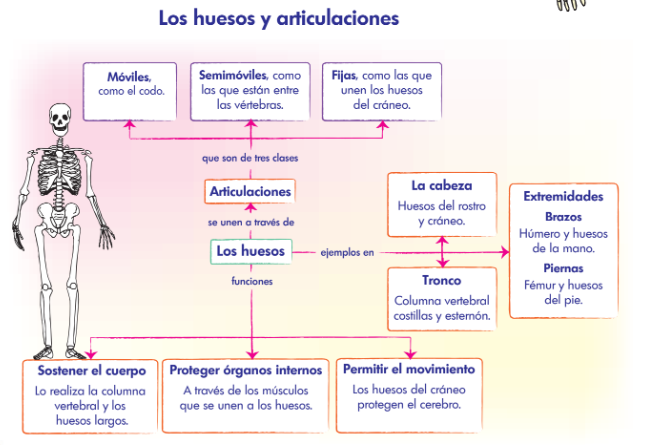 Los huesos y articulaciones
Móviles,
como el codo.
Semimóviles, como
las que están entre
las vértebras.
Fijas, como las que
unen los huesos
del cráneo.
que son de tres clases
Articulaciones
se unen a través de
Los huesos
ejemplos en
La cabeza
Huesos del rostro
y cráneo.
Tronco
Columna vertebral
costillas y esternón.
Extremidades
Brazos
Húmero y huesos
de la mano.
Piernas
Fémur y huesos
del pie.
funciones
Sostener el cuerpo
Lo realiza la columna
vertebral y los
huesos largos.
Proteger órganos internos
A través de los músculos
que se unen a los huesos.
Permitir el movimiento
Los huesos del cráneo
protegen el cerebro.